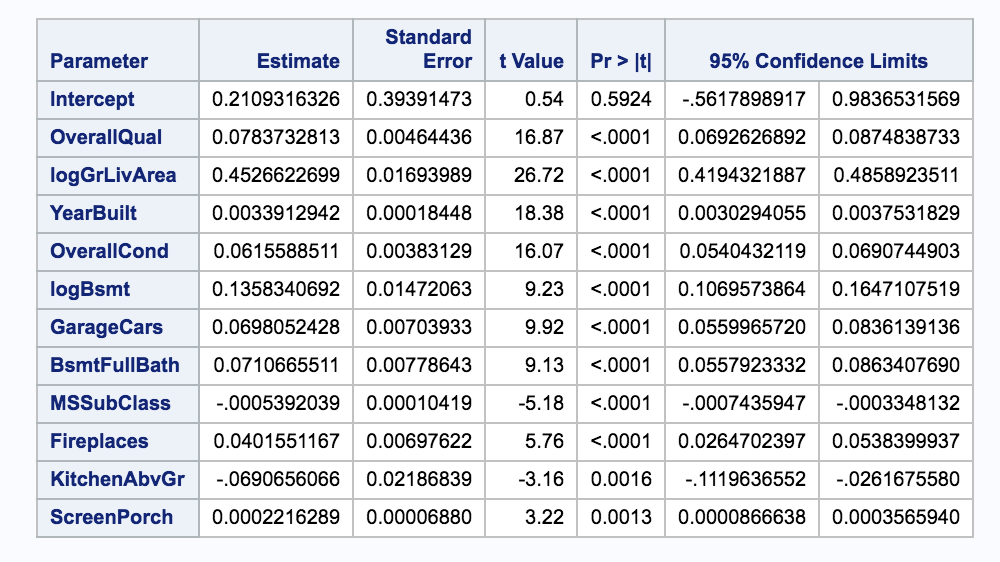 Parameter Estimate Standard Error t Value Pr > |t| 95% Confidence Limits
Intercept 0.2109316326 0.39391473 0.54 0.5924 -.5617898917 0.9836531569
OverallQual 0.0783732813 0.00464436 16.87 <.0001 0.0692626892 0.0874838733
logGrLivArea 0.4526622699 0.01693989 26.72 <.0001 0.4194321887 0.4858923511
YearBuilt 0.0033912942 0.00018448 18.38 <.0001 0.0030294055 0.0037531829
OverallCond 0.0615588511 0.00383129 16.07 <.0001 0.0540432119 0.0690744903
logBsmt 0.1358340692 0.01472063 9.23 <.0001 0.1069573864 0.1647107519
GarageCars 0.0698052428 0.00703933 9.92 <.0001 0.0559965720 0.0836139136
BsmtFullBath 0.0710665511 0.00778643 9.13 <.0001 0.0557923332 0.0863407690
MSSubClass -.0005392039 0.00010419 -5.18 <.0001 -.0007435947 -.0003348132
Fireplaces 0.0401551167 0.00697622 5.76 <.0001 0.0264702397 0.0538399937
KitchenAbvGr -.0690656066 0.02186839 -3.16 0.0016 -.1119636552 -.0261675580
ScreenPorch 0.0002216289 0.00006880 3.22 0.0013 0.0000866638 0.0003565940